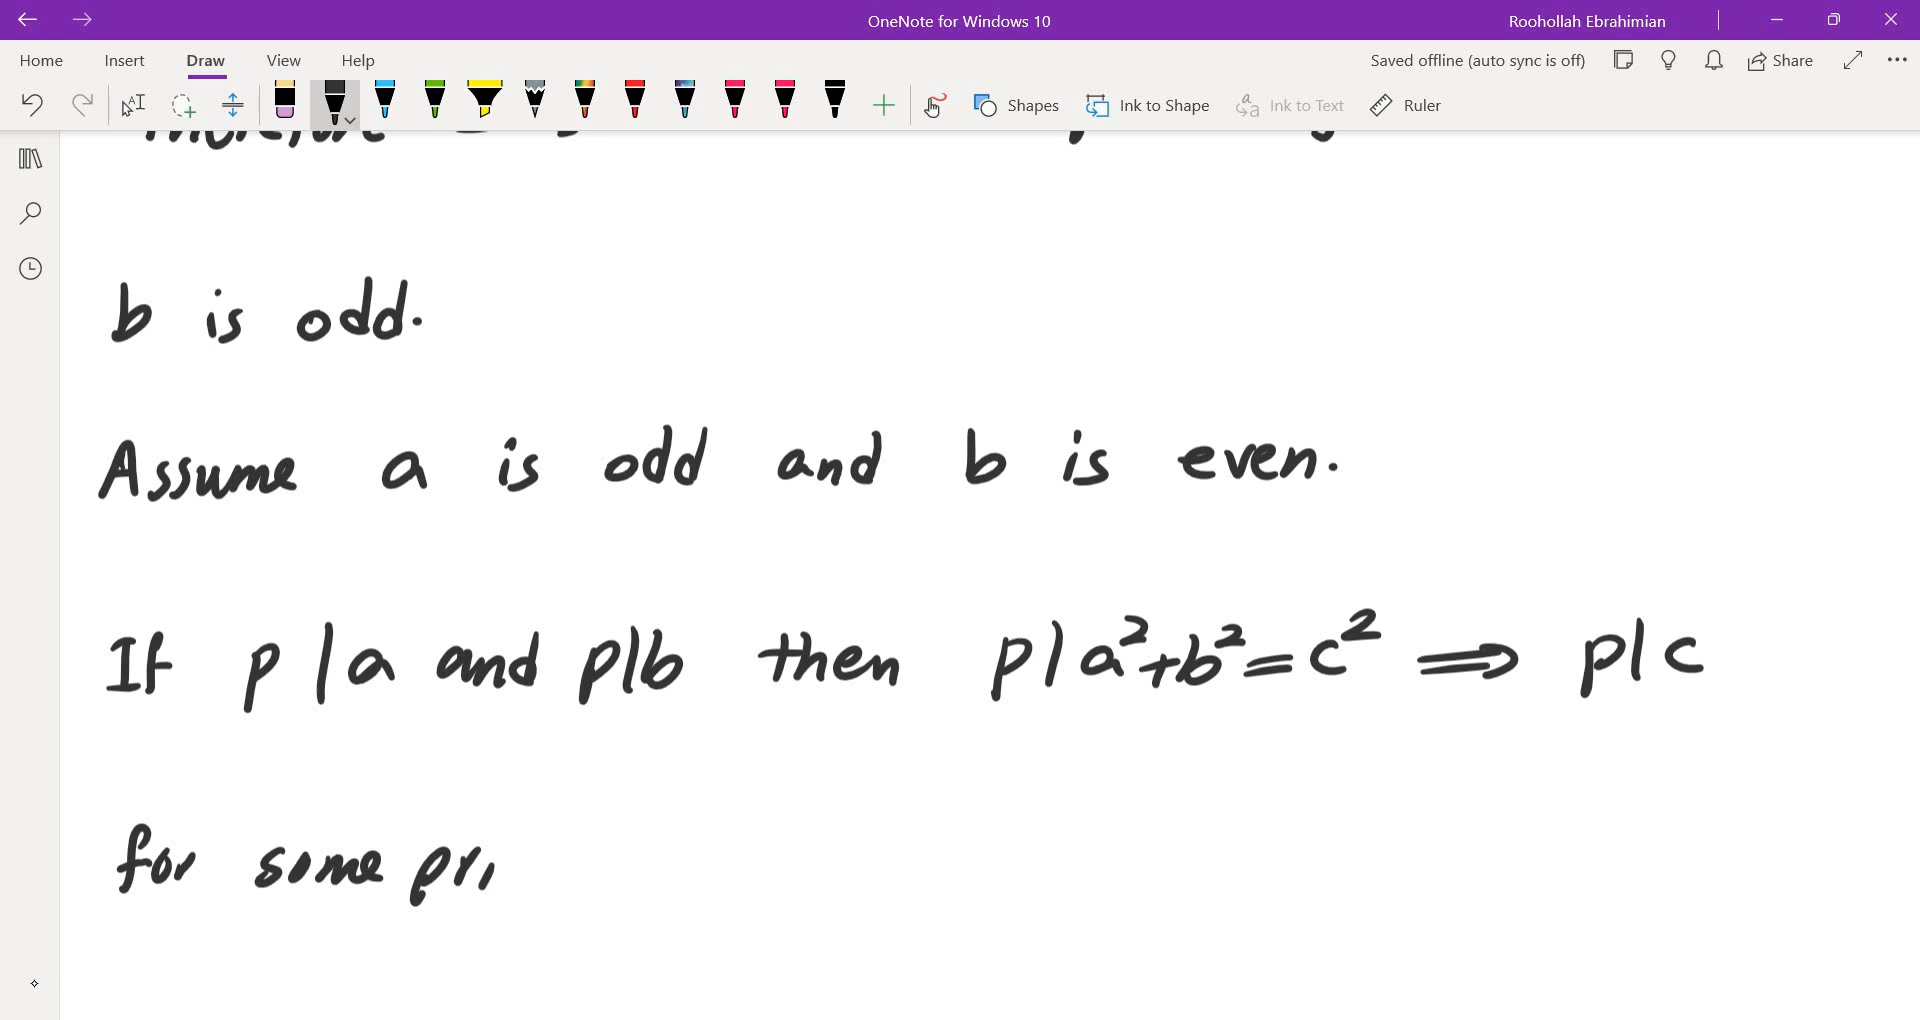 OneNote for Windows 10
Roohollah Ebrahimian
Home Insert Draw View Help
Saved offline (auto sync is off) Share
Shapes Ink to Shape Ink to Text Ruler
b is odd.
Assume a is odd and b is even.
If p | a and p|b then p | a²+b²=c² ⟹ p | c
for some pri